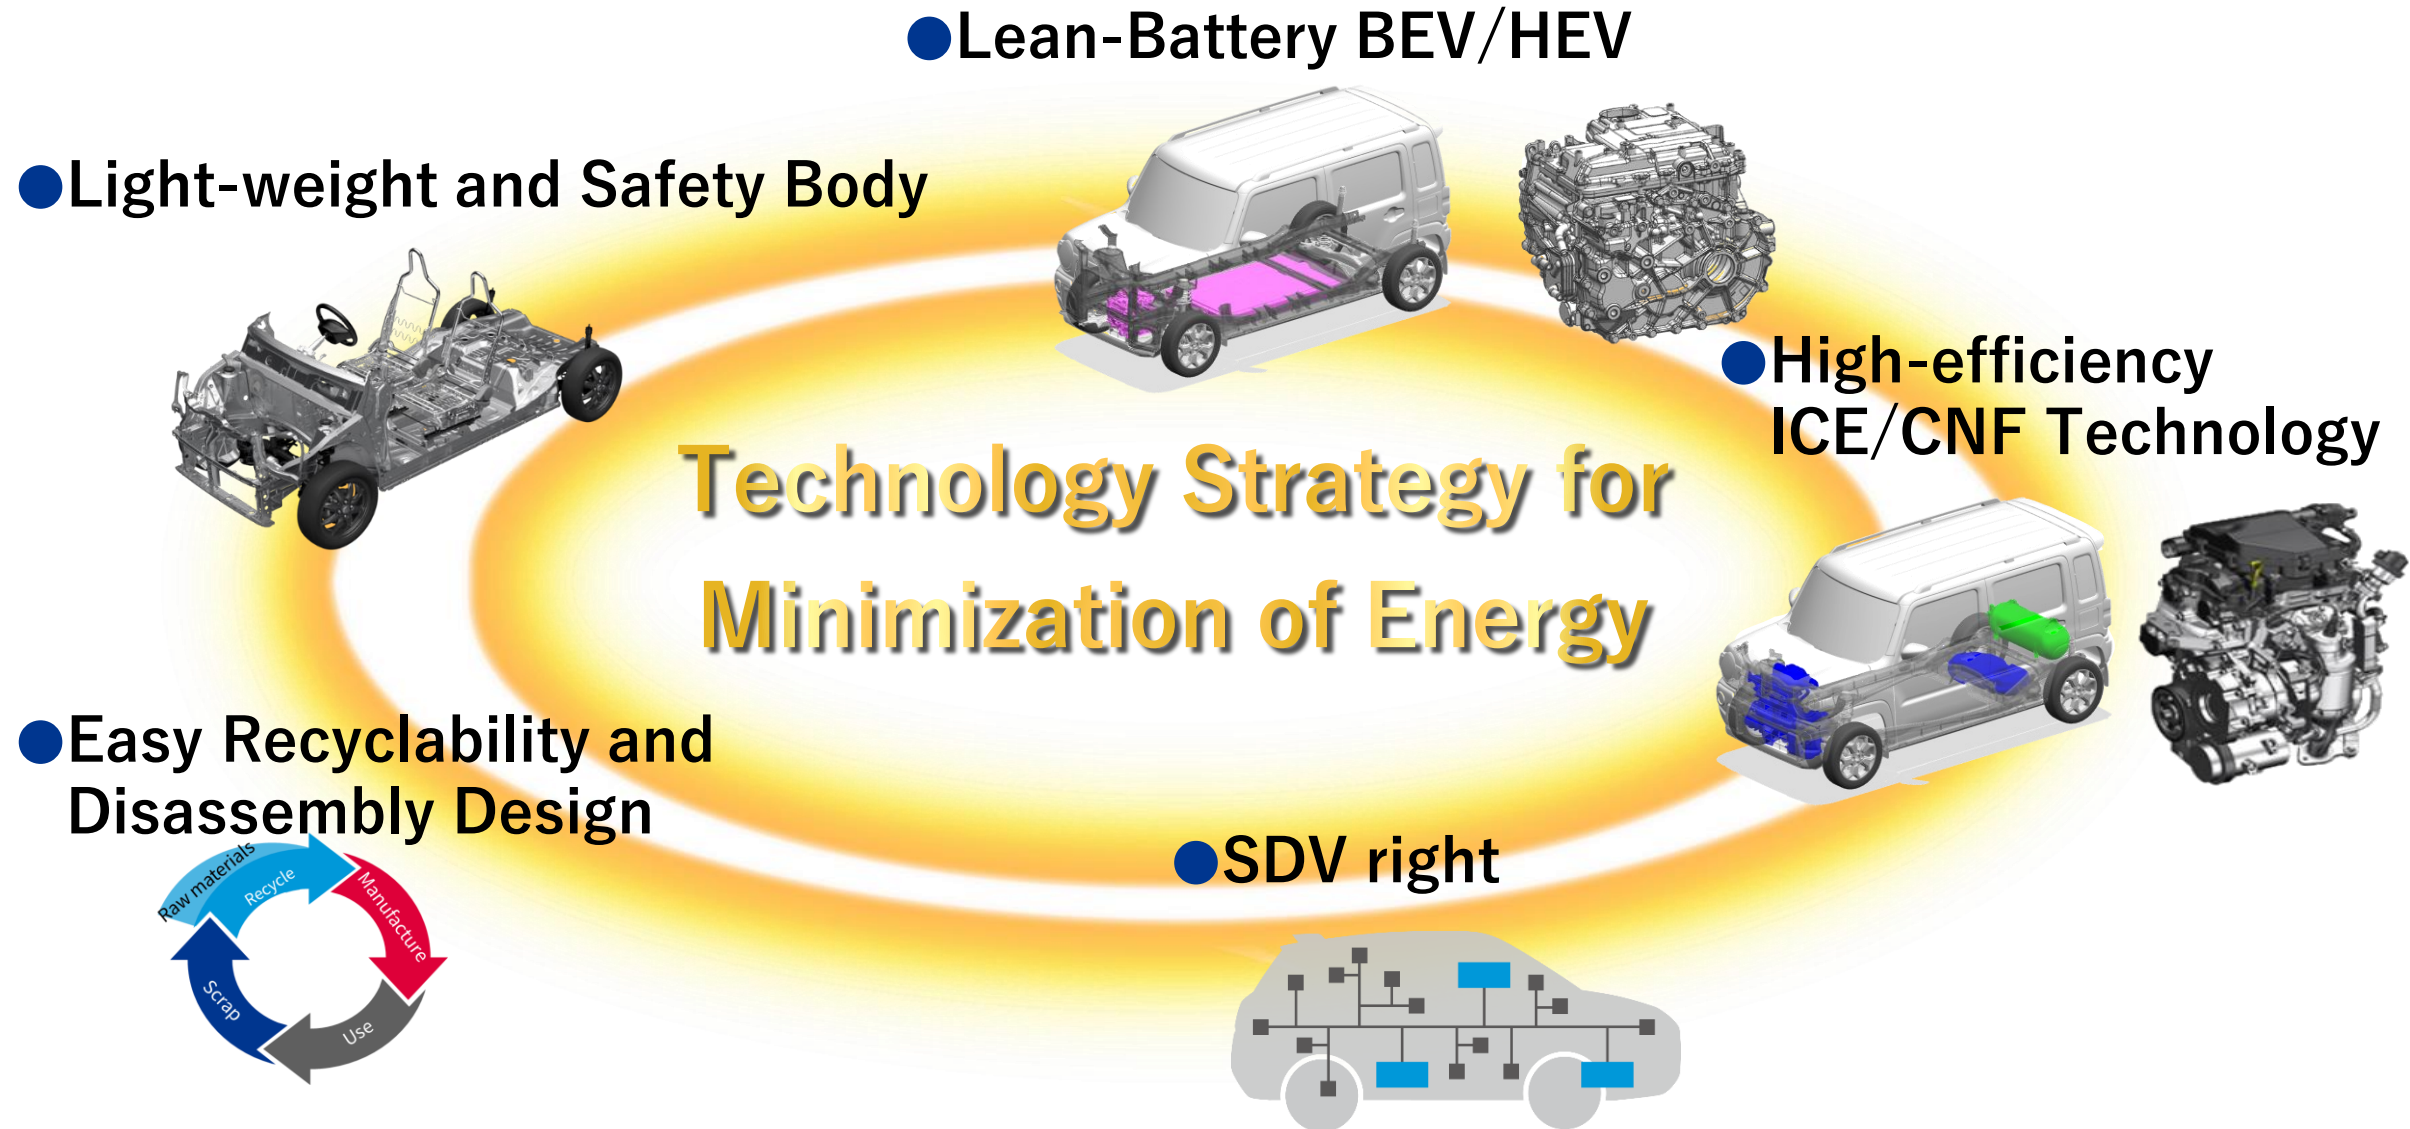 Lean-Battery BEV/HEV
Light-weight and Safety Body
High-efficiency
ICE/CNF Technology
Technology Strategy for
Minimization of Energy
Easy Recyclability and
Disassembly Design
Raw materials
Recycle
Manufacture
Use
Scrap
SDV right